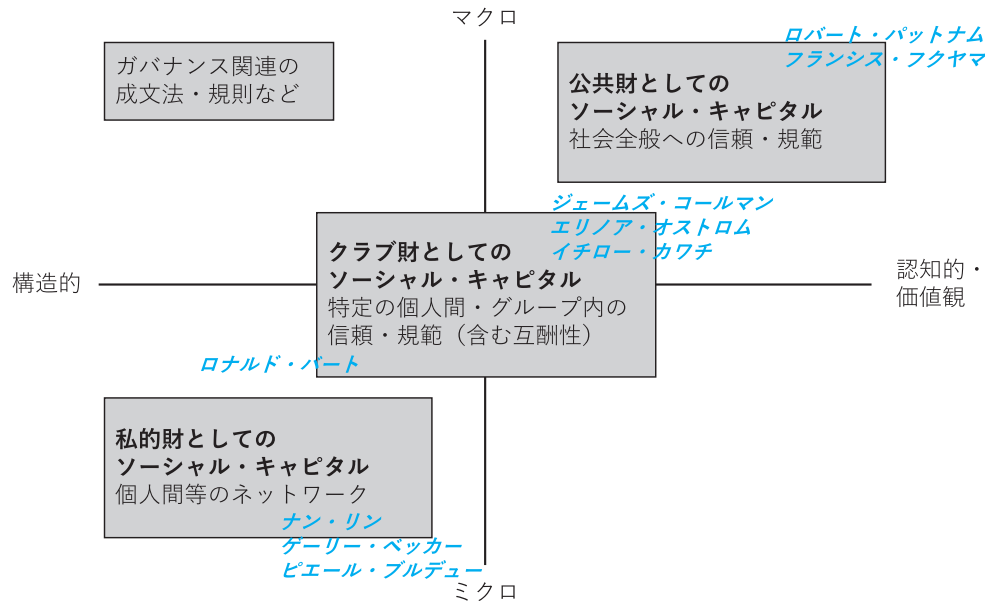 マクロ
ガバナンス関連の
成文法・規則など
ロバート・パットナム
フランシス・フクヤマ
公共財としての
ソーシャル・キャピタル
社会全般への信頼・規範
ジェームズ・コールマン
エリノア・オストロム
イチロー・カワチ
クラブ財としての
ソーシャル・キャピタル
特定の個人間・グループ内の
信頼・規範（含む互酬性）
構造的
認知的・
価値観
ロナルド・バート
私的財としての
ソーシャル・キャピタル
個人間等のネットワーク
ナン・リン
ゲーリー・ベッカー
ピエール・ブルデュー
ミクロ